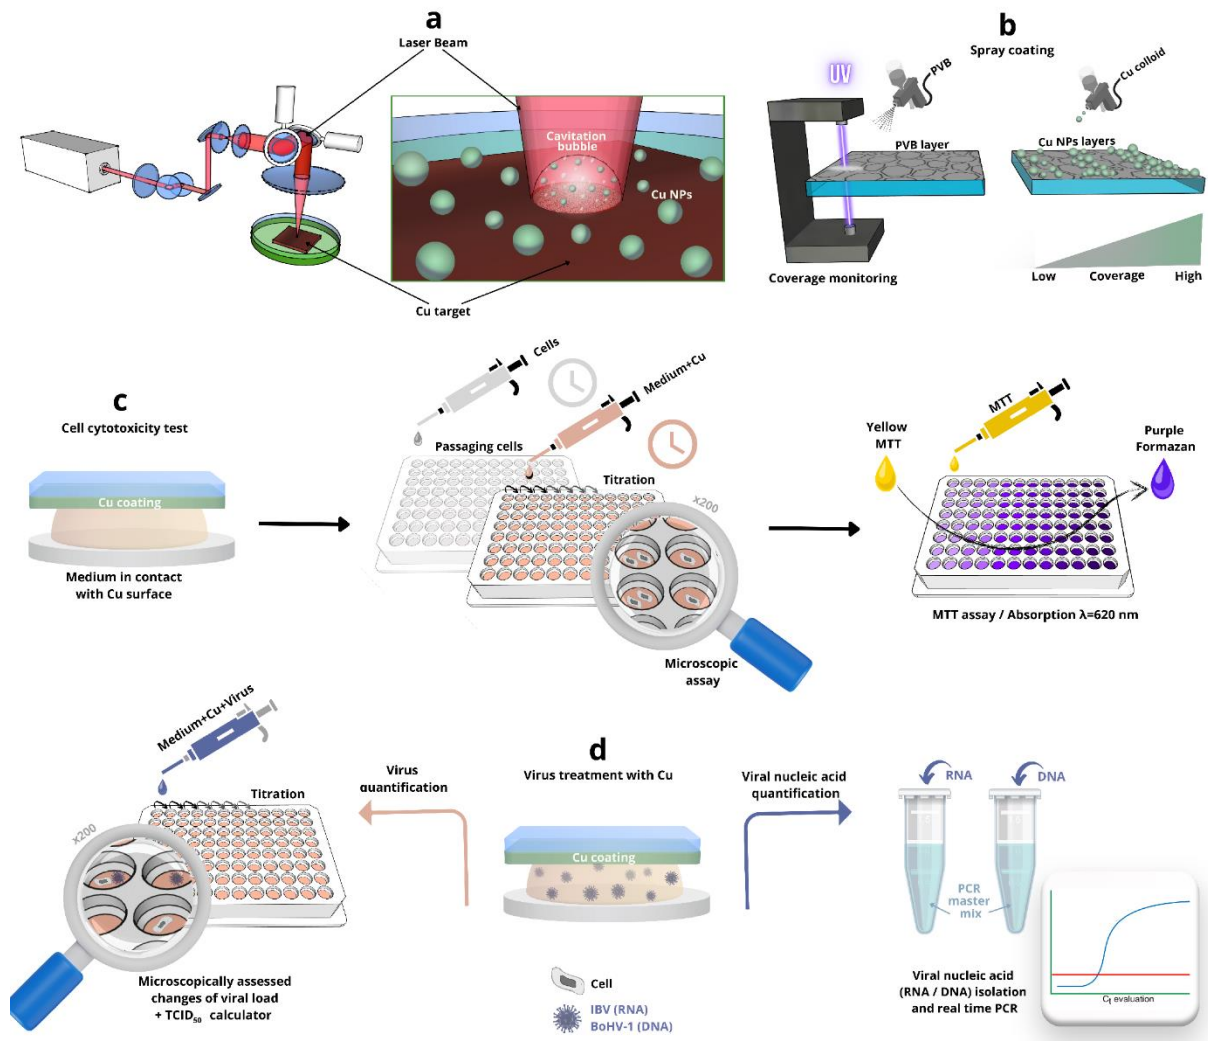 a
Laser Beam
Cavitation
bubble
Cu NPs
Cu target
b
Spray coating
UV
PVB
Cu colloid
PVB layer
Cu NPs layers
Coverage monitoring
Low
Coverage
High
c
Cell cytotoxicity test
Cu coating
Medium in contact
with Cu surface
Cells
Medium+Cu
Passaging cells
Titration
x200
Microscopic
assay
MTT
Yellow
MTT
Purple
Formazan
MTT assay / Absorption λ=620 nm
Medium+Cu+Virus
Titration
x200
Microscopically assessed
changes of viral load
+ TCID50 calculator
Virus
quantification
d
Virus treatment with Cu
Cu coating
Cell
IBV (RNA)
BoHV-1 (DNA)
Viral nucleic acid
quantification
RNA
DNA
PCR
master
mix
Viral nucleic acid
(RNA / DNA) isolation
and real time PCR
Ct evaluation